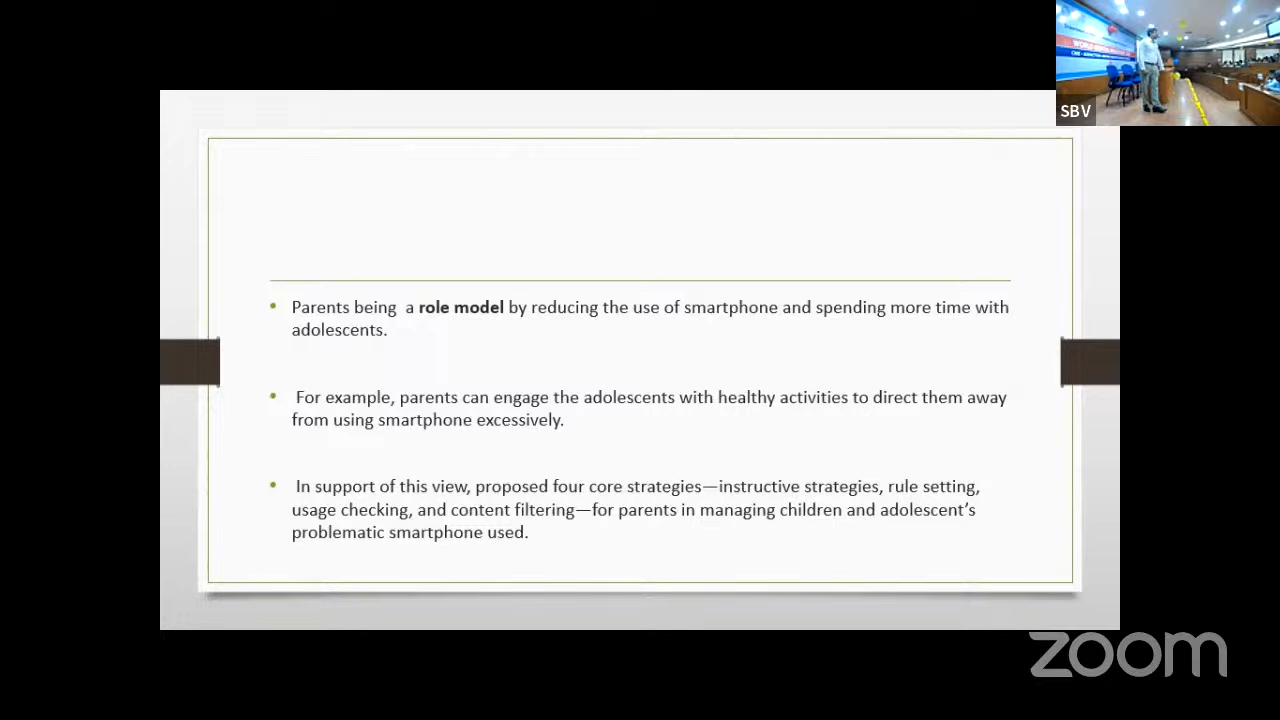 WORLD
SBV
• Parents being a role model by reducing the use of smartphone and spending more time with
adolescents.
• For example, parents can engage the adolescents with healthy activities to direct them away
from using smartphone excessively.
• In support of this view, proposed four core strategies—instructive strategies, rule setting,
usage checking, and content filtering—for parents in managing children and adolescent’s
problematic smartphone used.
zoom